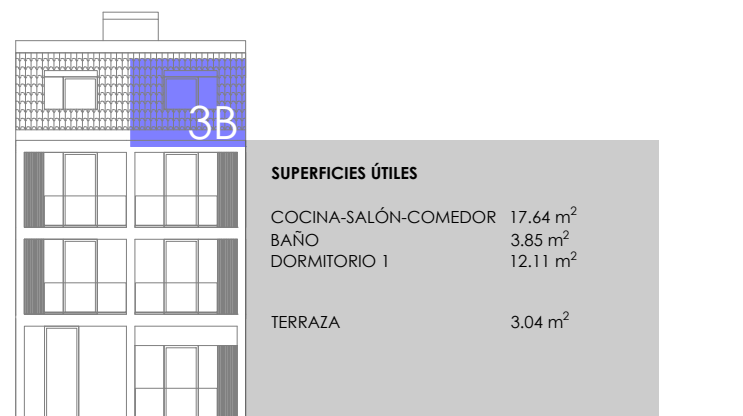 3B
SUPERFICIES ÚTILES
COCINA-SALÓN-COMEDOR 17.64 m²
BAÑO 3.85 m²
DORMITORIO 1 12.11 m²
TERRAZA 3.04 m²